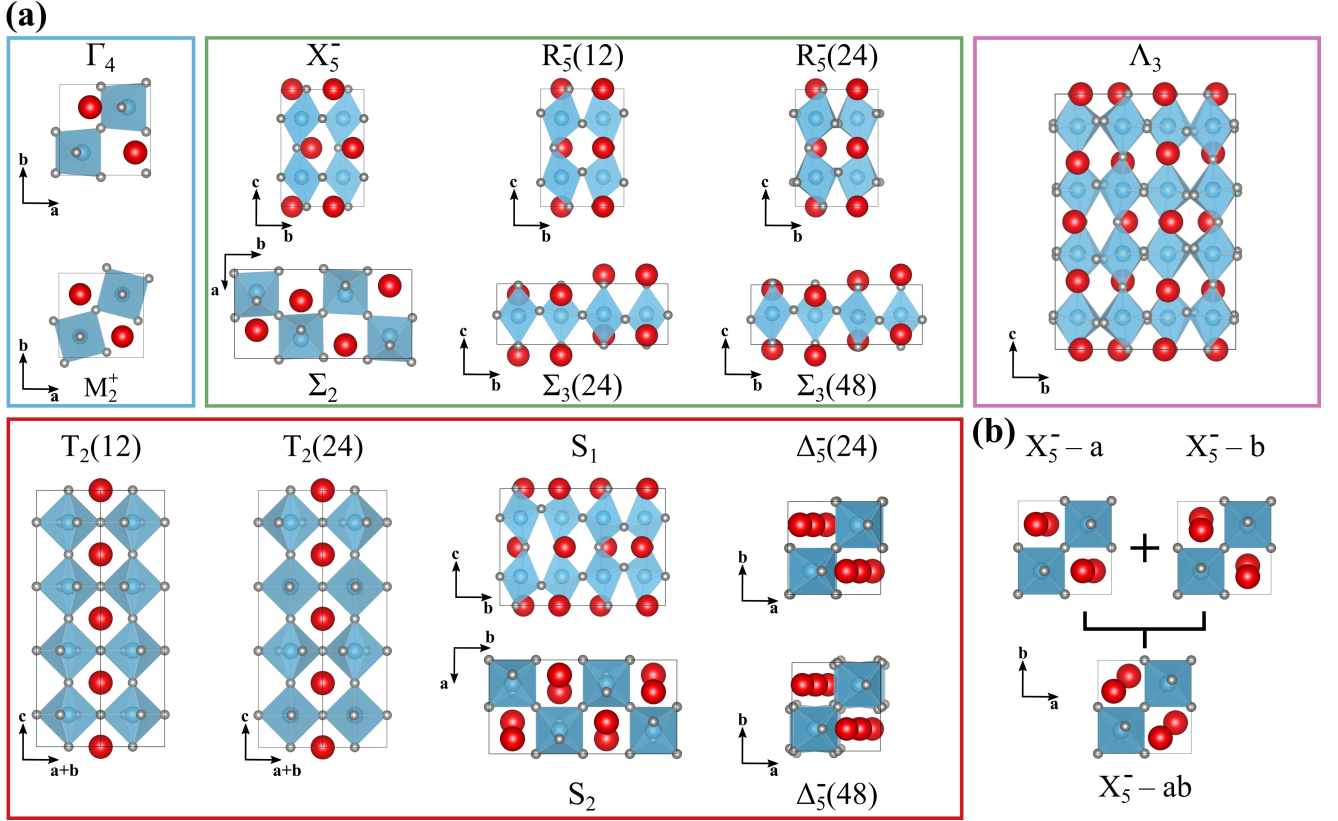 (a)
Γ₄
X₅⁻
R₅⁻(12)
R₅⁻(24)
Λ₃
b
a
c
b
c
b
c
b
c
b
b
a
b
a
c
b
c
b
M₂⁺
Σ₂
Σ₃(24)
Σ₃(48)
T₂(12)
T₂(24)
S₁
Δ₅⁻(24)
(b)
X₅⁻ – a
X₅⁻ – b
c
b
b
a
+
c
a+b
c
a+b
b
a
b
a
b
a
S₂
Δ₅⁻(48)
X₅⁻ – ab